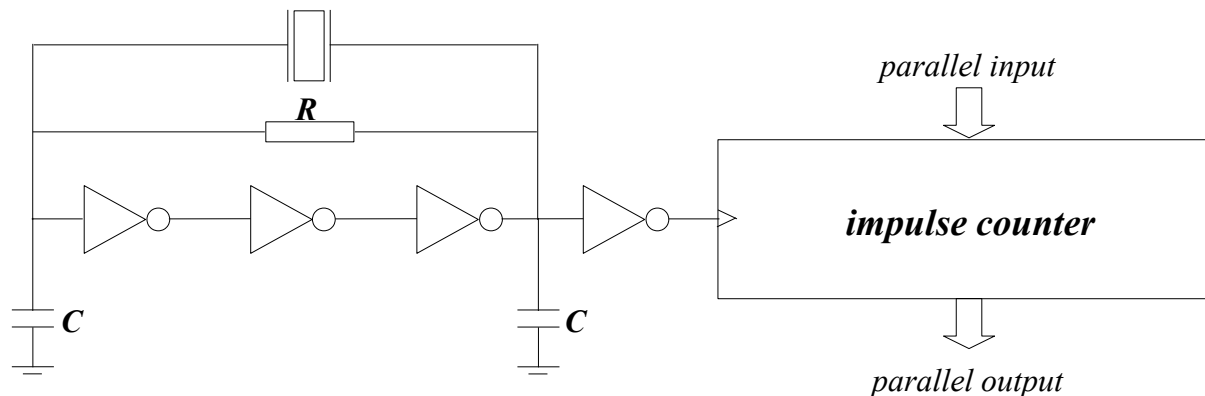 parallel input
R
impulse counter
C
C
parallel output